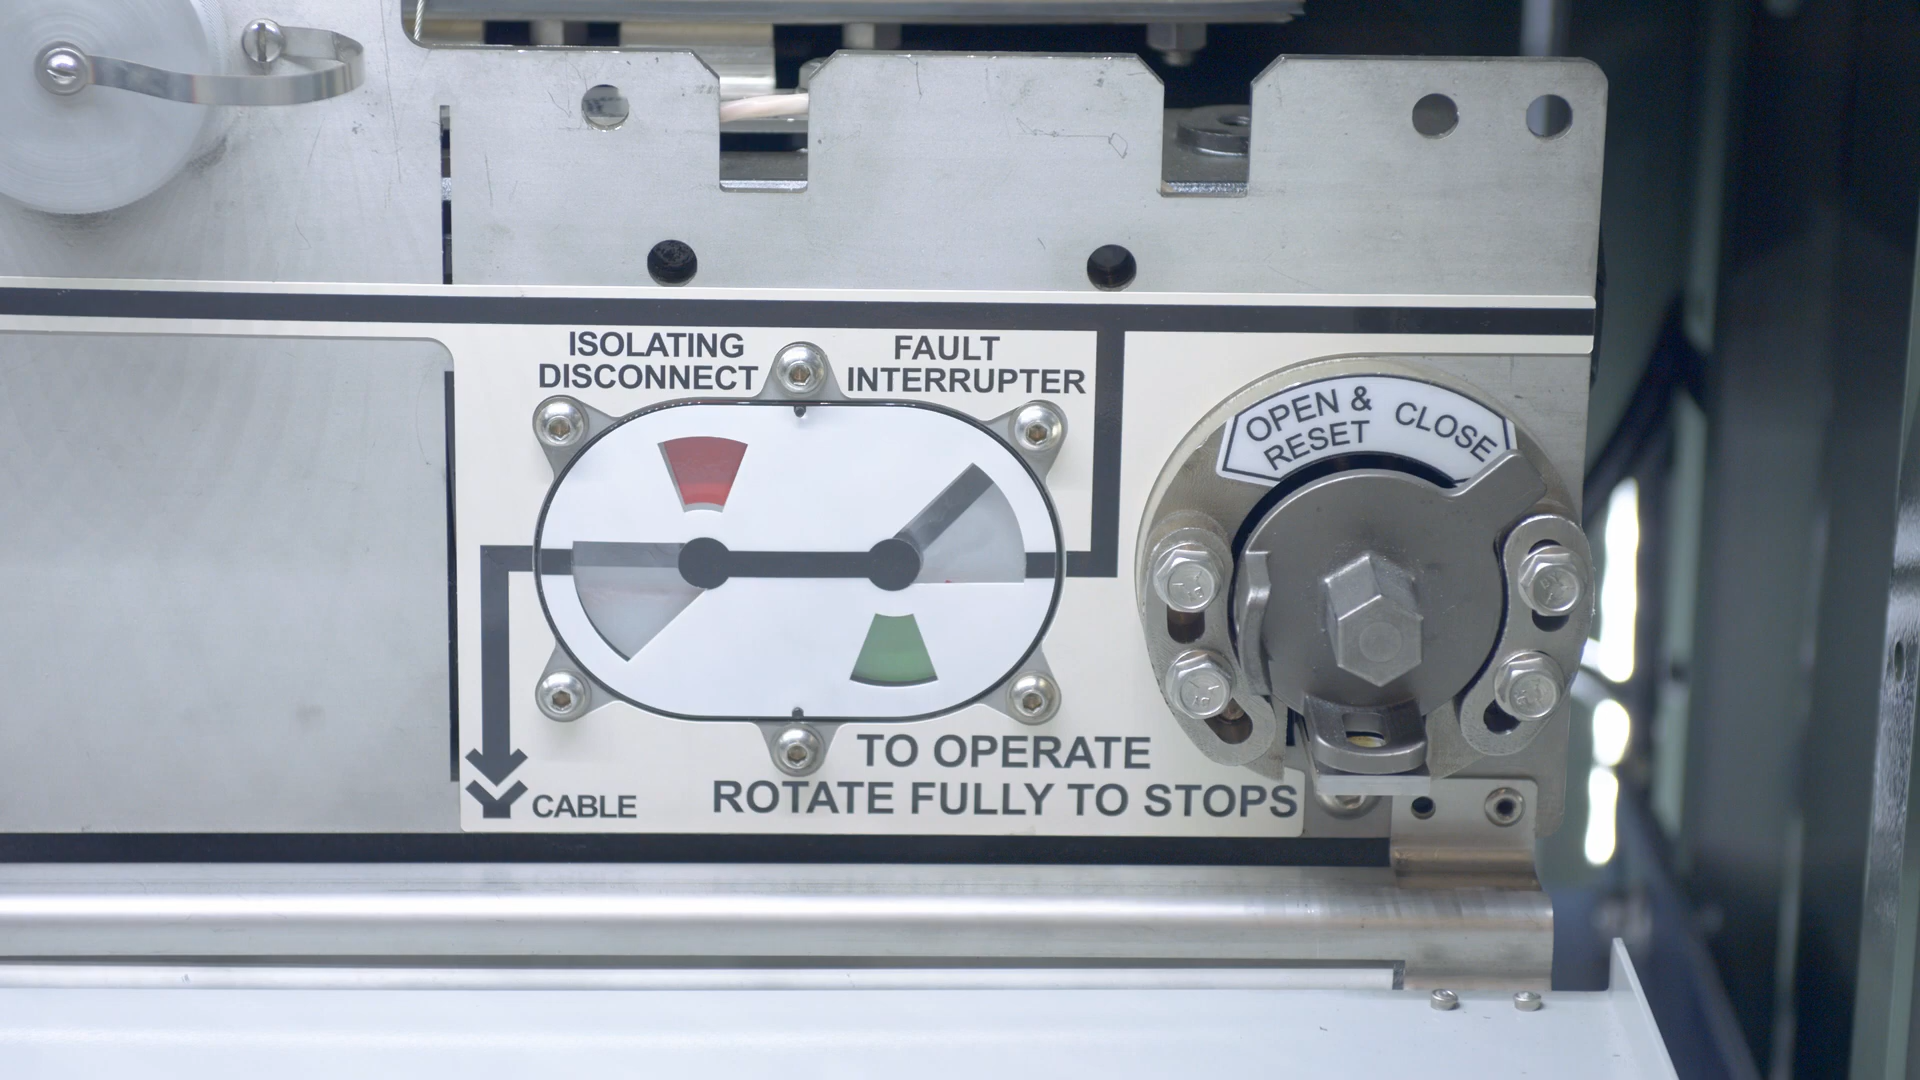 ISOLATING
DISCONNECT
FAULT
INTERRUPTER
OPEN &
RESET
CLOSE
TO OPERATE
ROTATE FULLY TO STOPS
CABLE